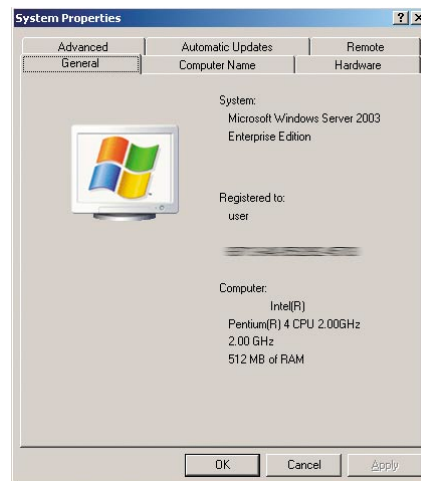 System Properties
Advanced
Automatic Updates
Remote
General
Computer Name
Hardware
System:
Microsoft Windows Server 2003
Enterprise Edition
Registered to:
user
Computer:
Intel(R)
Pentium(R) 4 CPU 2.00GHz
2.00 GHz
512 MB of RAM
OK
Cancel
Apply